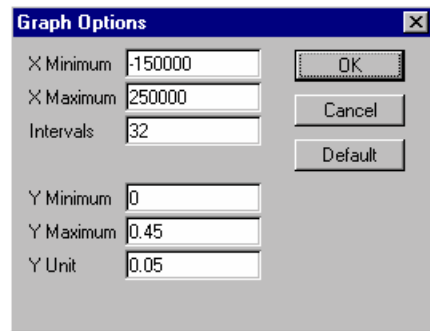 Graph Options
X Minimum -150000
X Maximum 250000
Intervals 32
Y Minimum 0
Y Maximum 0.45
Y Unit 0.05
OK
Cancel
Default